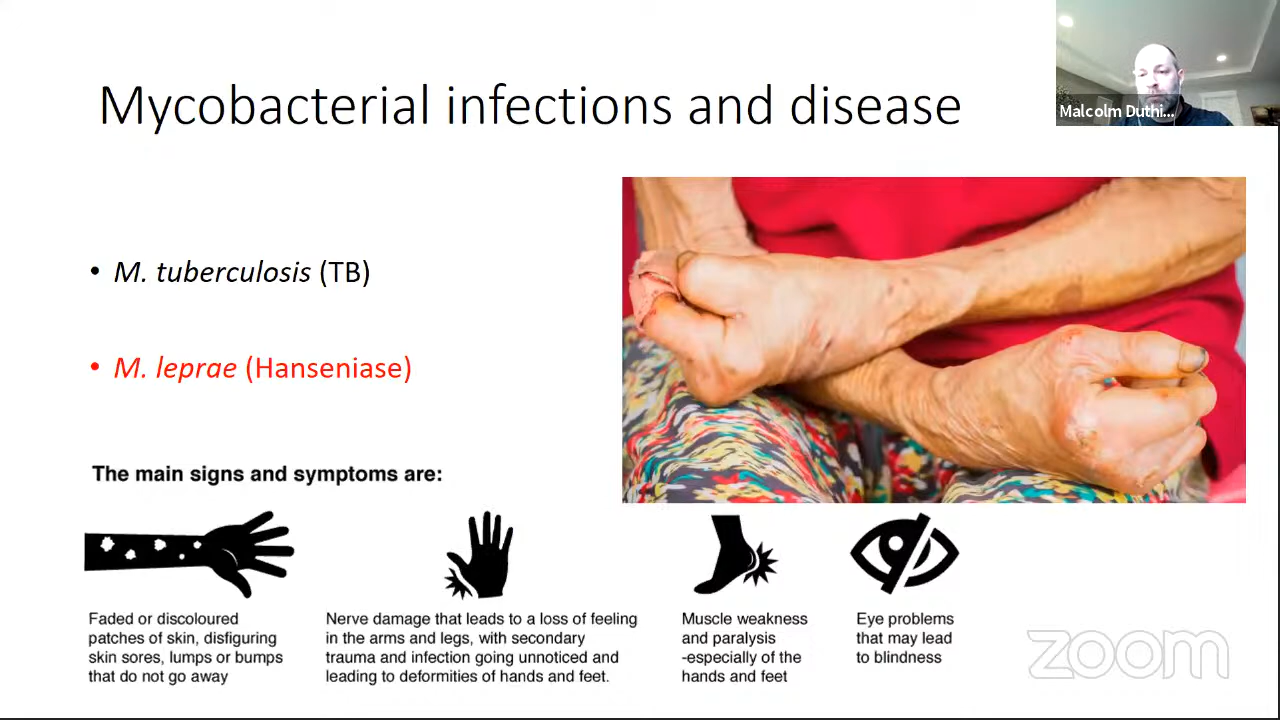 Mycobacterial infections and disease
Malcolm Duthi...
• M. tuberculosis (TB)
• M. leprae (Hanseniase)
The main signs and symptoms are:
Faded or discoloured
patches of skin, disfiguring
skin sores, lumps or bumps
that do not go away
Nerve damage that leads to a loss of feeling
in the arms and legs, with secondary
trauma and infection going unnoticed and
leading to deformities of hands and feet.
Muscle weakness
and paralysis
-especially of the
hands and feet
Eye problems
that may lead
to blindness
zoom